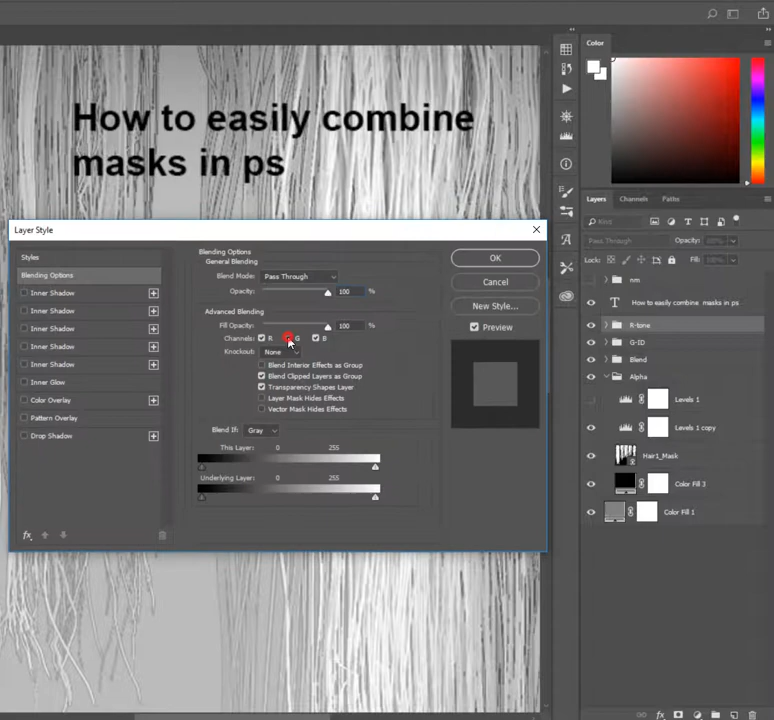 How to easily combine
masks in ps
Color
Layer Style
Styles
Blending Options
Inner Shadow
Inner Shadow
Inner Shadow
Inner Shadow
Inner Shadow
Inner Glow
Color Overlay
Pattern Overlay
Drop Shadow
fx
Blending Options
General Blending
Blend Mode: Pass Through
Opacity: 100 %
Advanced Blending
Fill Opacity: 100 %
Channels: R G B
Knockout: None
Blend Interior Effects as Group
Blend Clipped Layers as Group
Transparency Shapes Layer
Layer Mask Hides Effects
Vector Mask Hides Effects
Blend If: Gray
This Layer: 0 255
Underlying Layer: 0 255
OK
Cancel
New Style...
Preview
Layers Channels Paths
Kind
Pass Through Opacity: 100%
Lock: Fill:
nm
T How to easily combine masks in ps
R-tone
G-ID
Blend
Alpha
Levels 1
Levels 1 copy
Hair1_Mask
Color Fill 3
Color Fill 1
fx